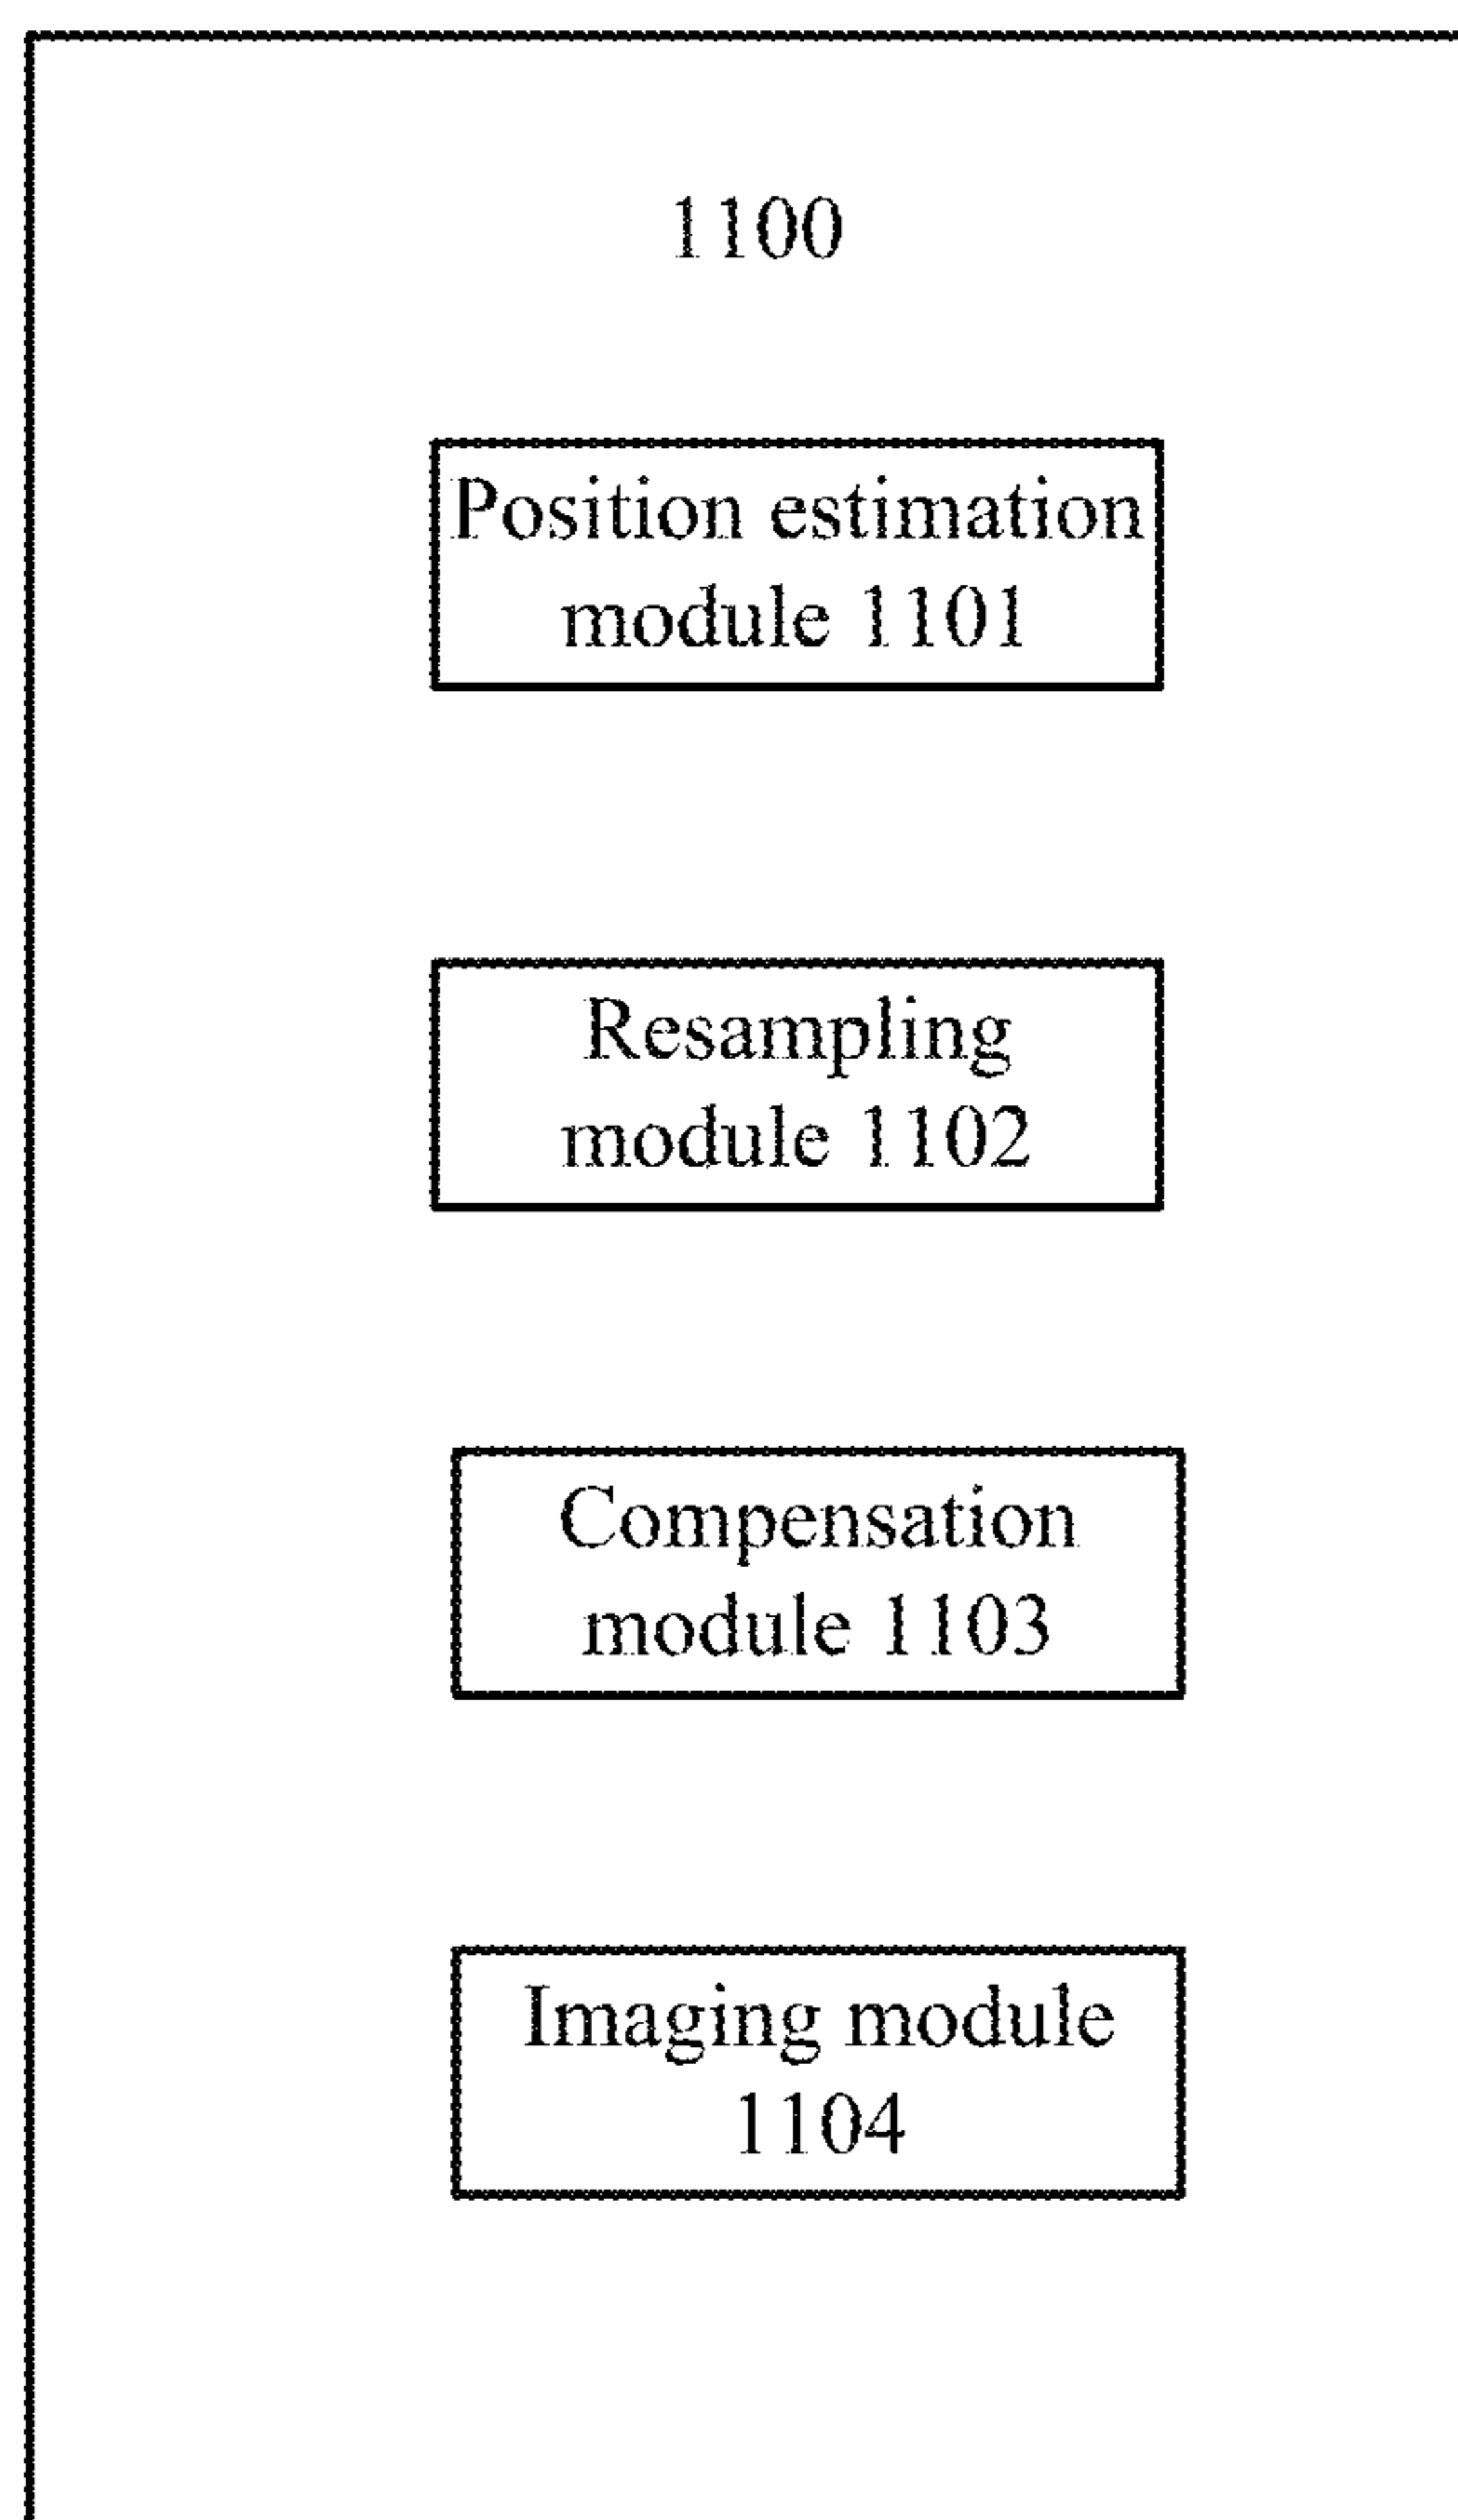 1100
Position estimation
module 1101
Resampling
module 1102
Compensation
module 1103
Imaging module
1104